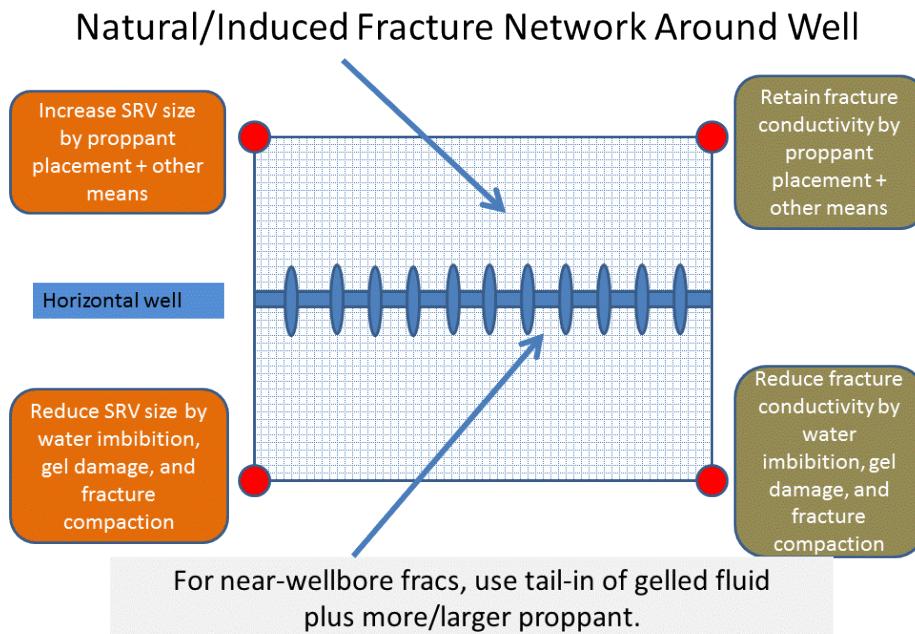 Natural/Induced Fracture Network Around Well
Increase SRV size
by proppant
placement + other
means
Retain fracture
conductivity by
proppant
placement +
other means
Horizontal well
Reduce SRV size by
water imbibition,
gel damage, and
fracture
compaction
Reduce fracture
conductivity by
water
imbibition, gel
damage, and
fracture
compaction
For near-wellbore fracs, use tail-in of gelled fluid
plus more/larger proppant.